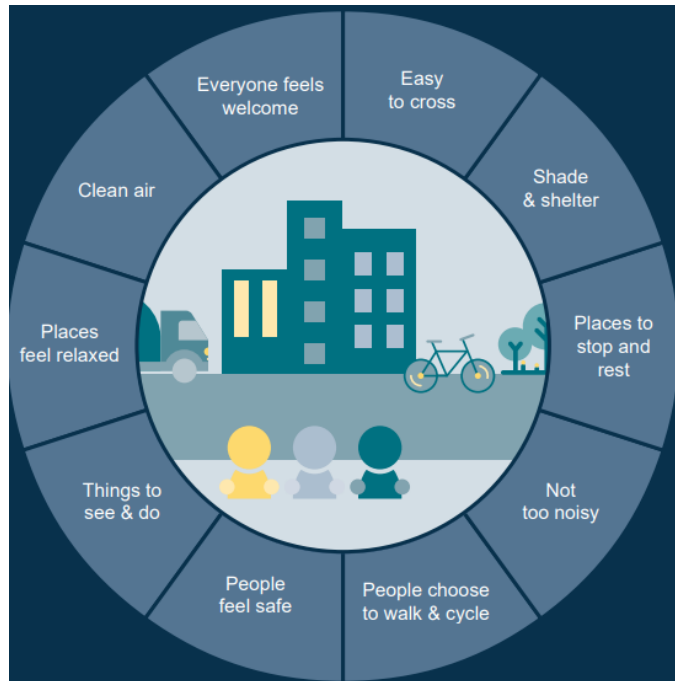 Everyone feels
welcome
Easy
to cross
Shade
& shelter
Places to
stop and
rest
Not
too noisy
People choose
to walk & cycle
People
feel safe
Things to
see & do
Places
feel relaxed
Clean air